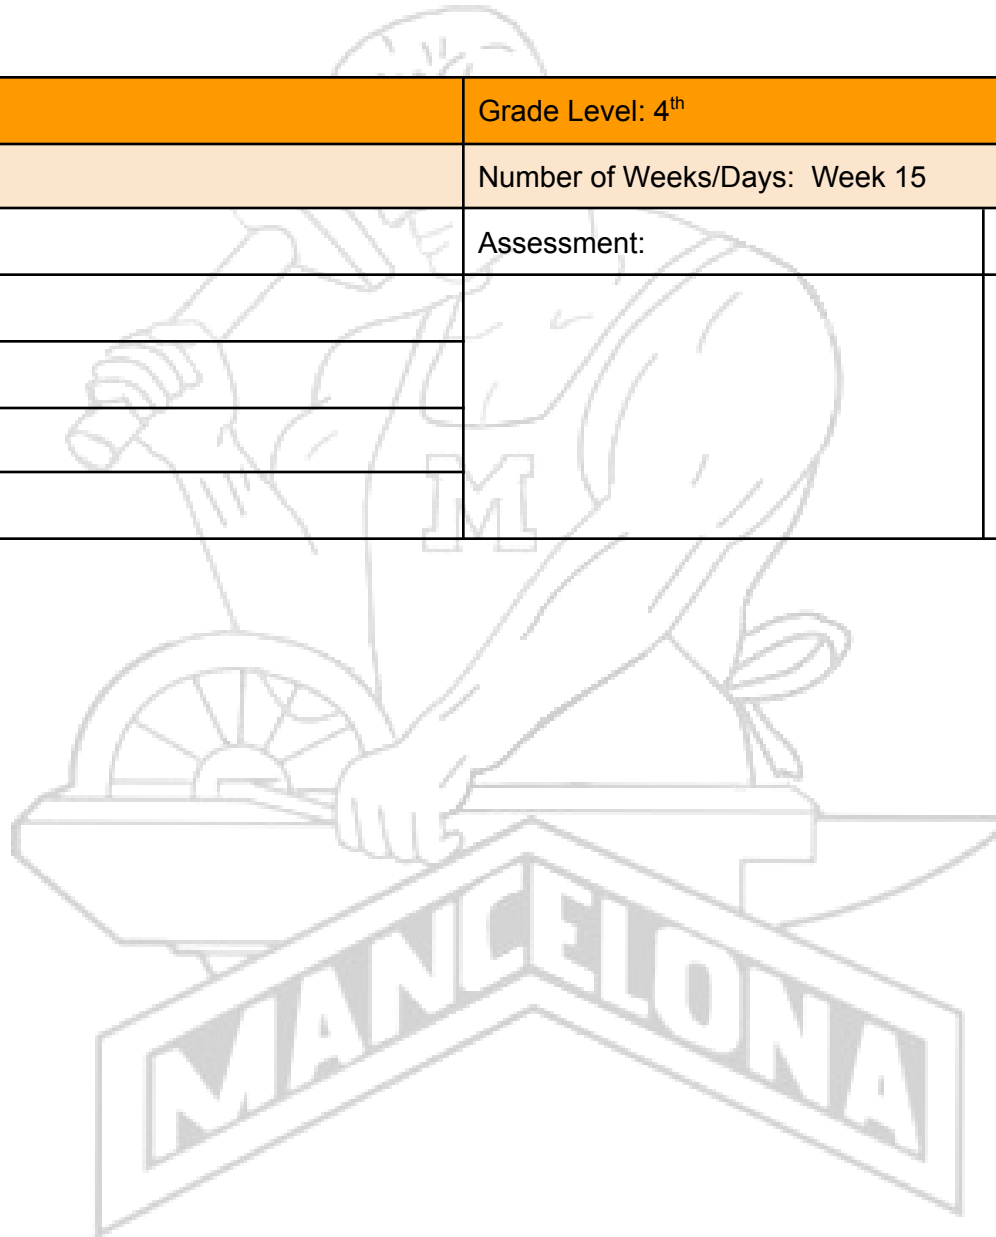 Grade Level: 4th
Number of Weeks/Days: Week 15
Assessment:
M
MANCELONA